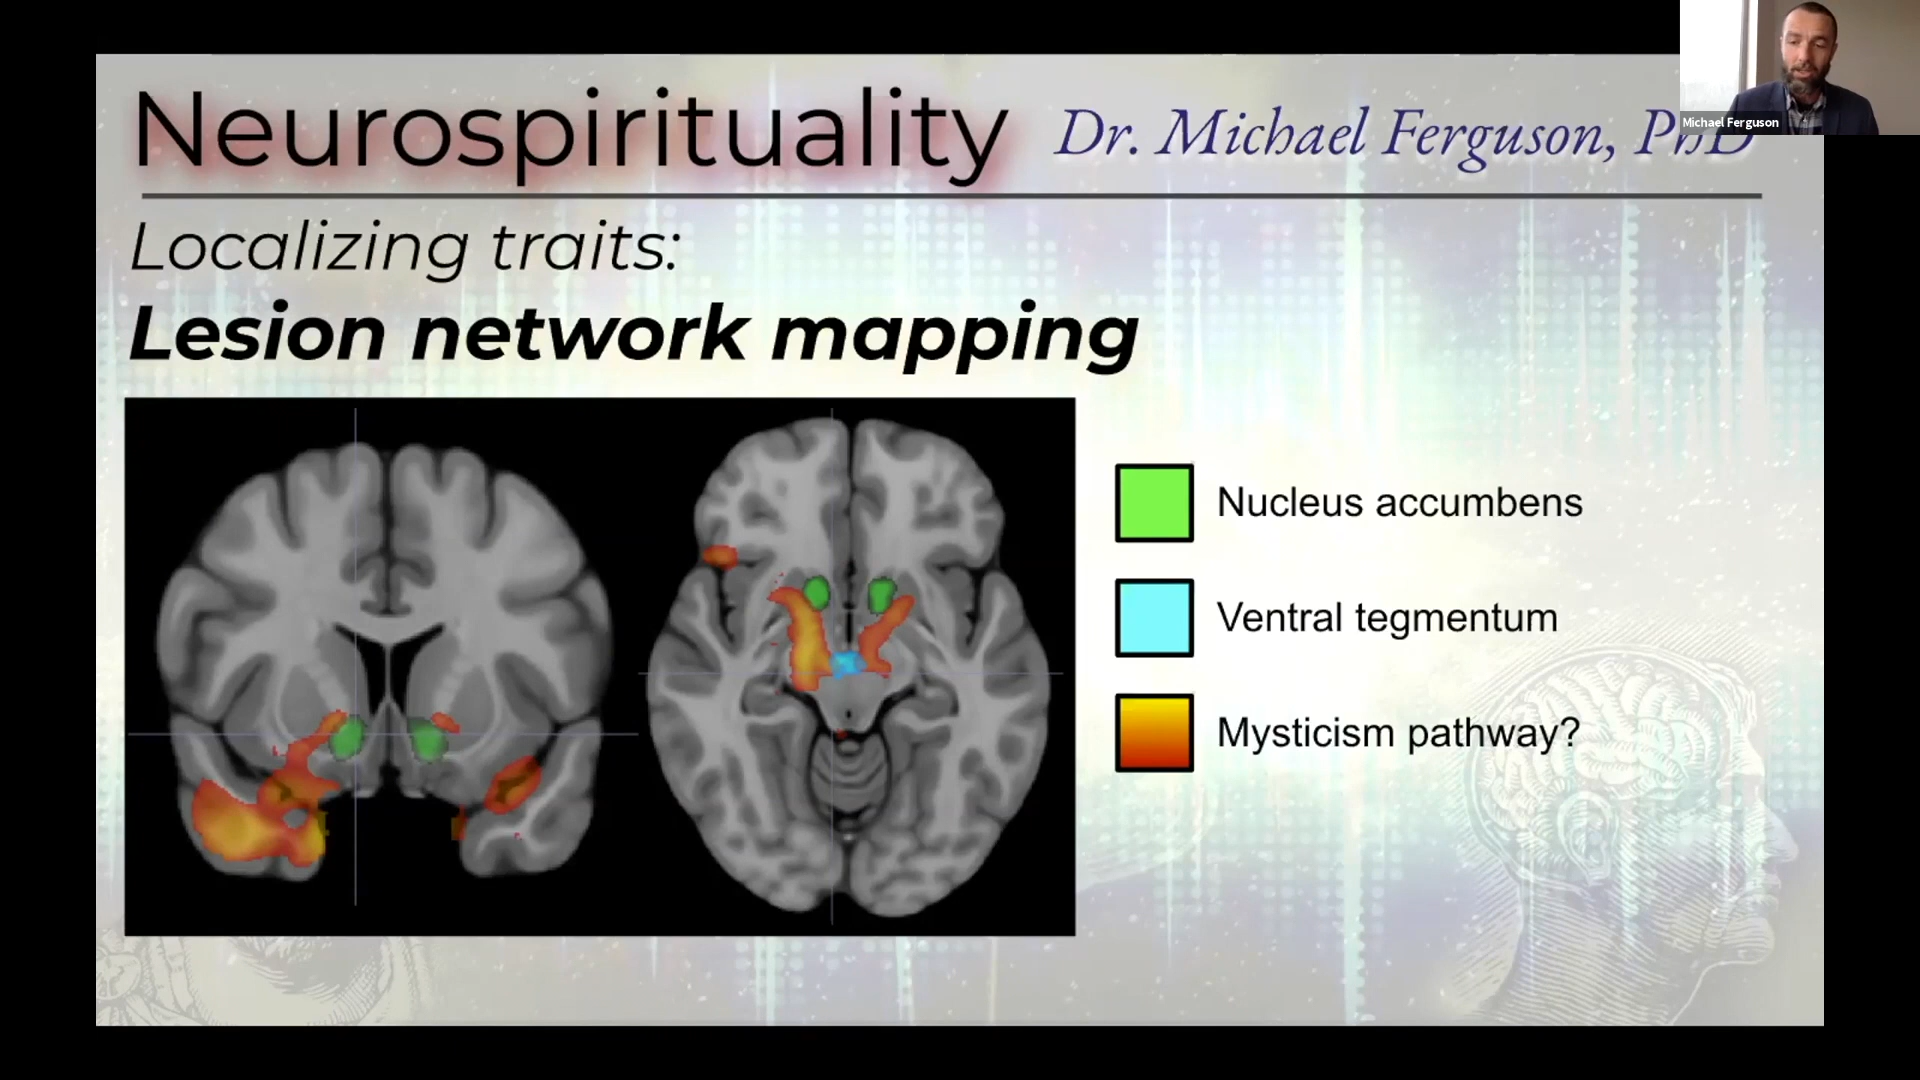 Neurospirituality
Dr. Michael Ferguson, PhD
Michael Ferguson
Localizing traits:
Lesion network mapping
Nucleus accumbens
Ventral tegmentum
Mysticism pathway?